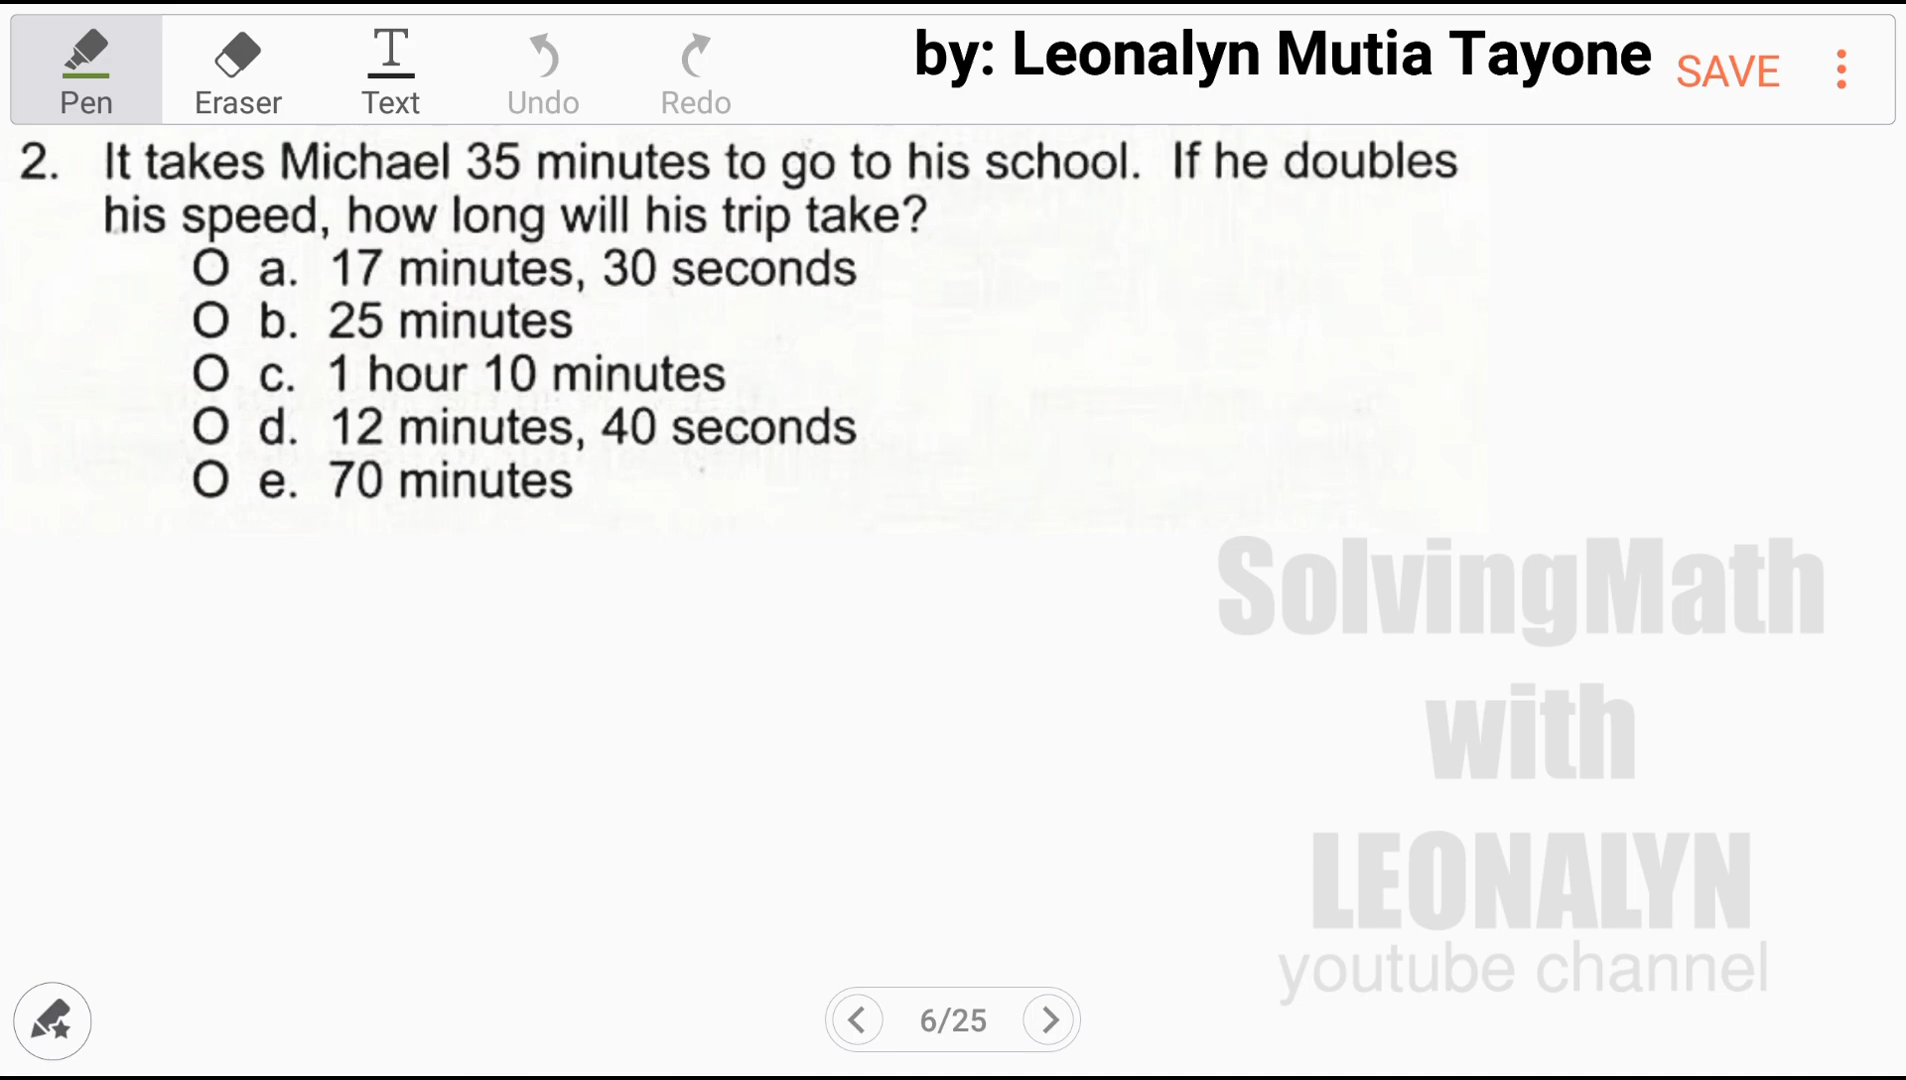 by: Leonalyn Mutia Tayone
SAVE
Pen
Eraser
Text
Undo
Redo
2. It takes Michael 35 minutes to go to his school. If he doubles
his speed, how long will his trip take?
O a. 17 minutes, 30 seconds
O b. 25 minutes
O c. 1 hour 10 minutes
O d. 12 minutes, 40 seconds
O e. 70 minutes
SolvingMath
with
LEONALYN
youtube channel
6/25